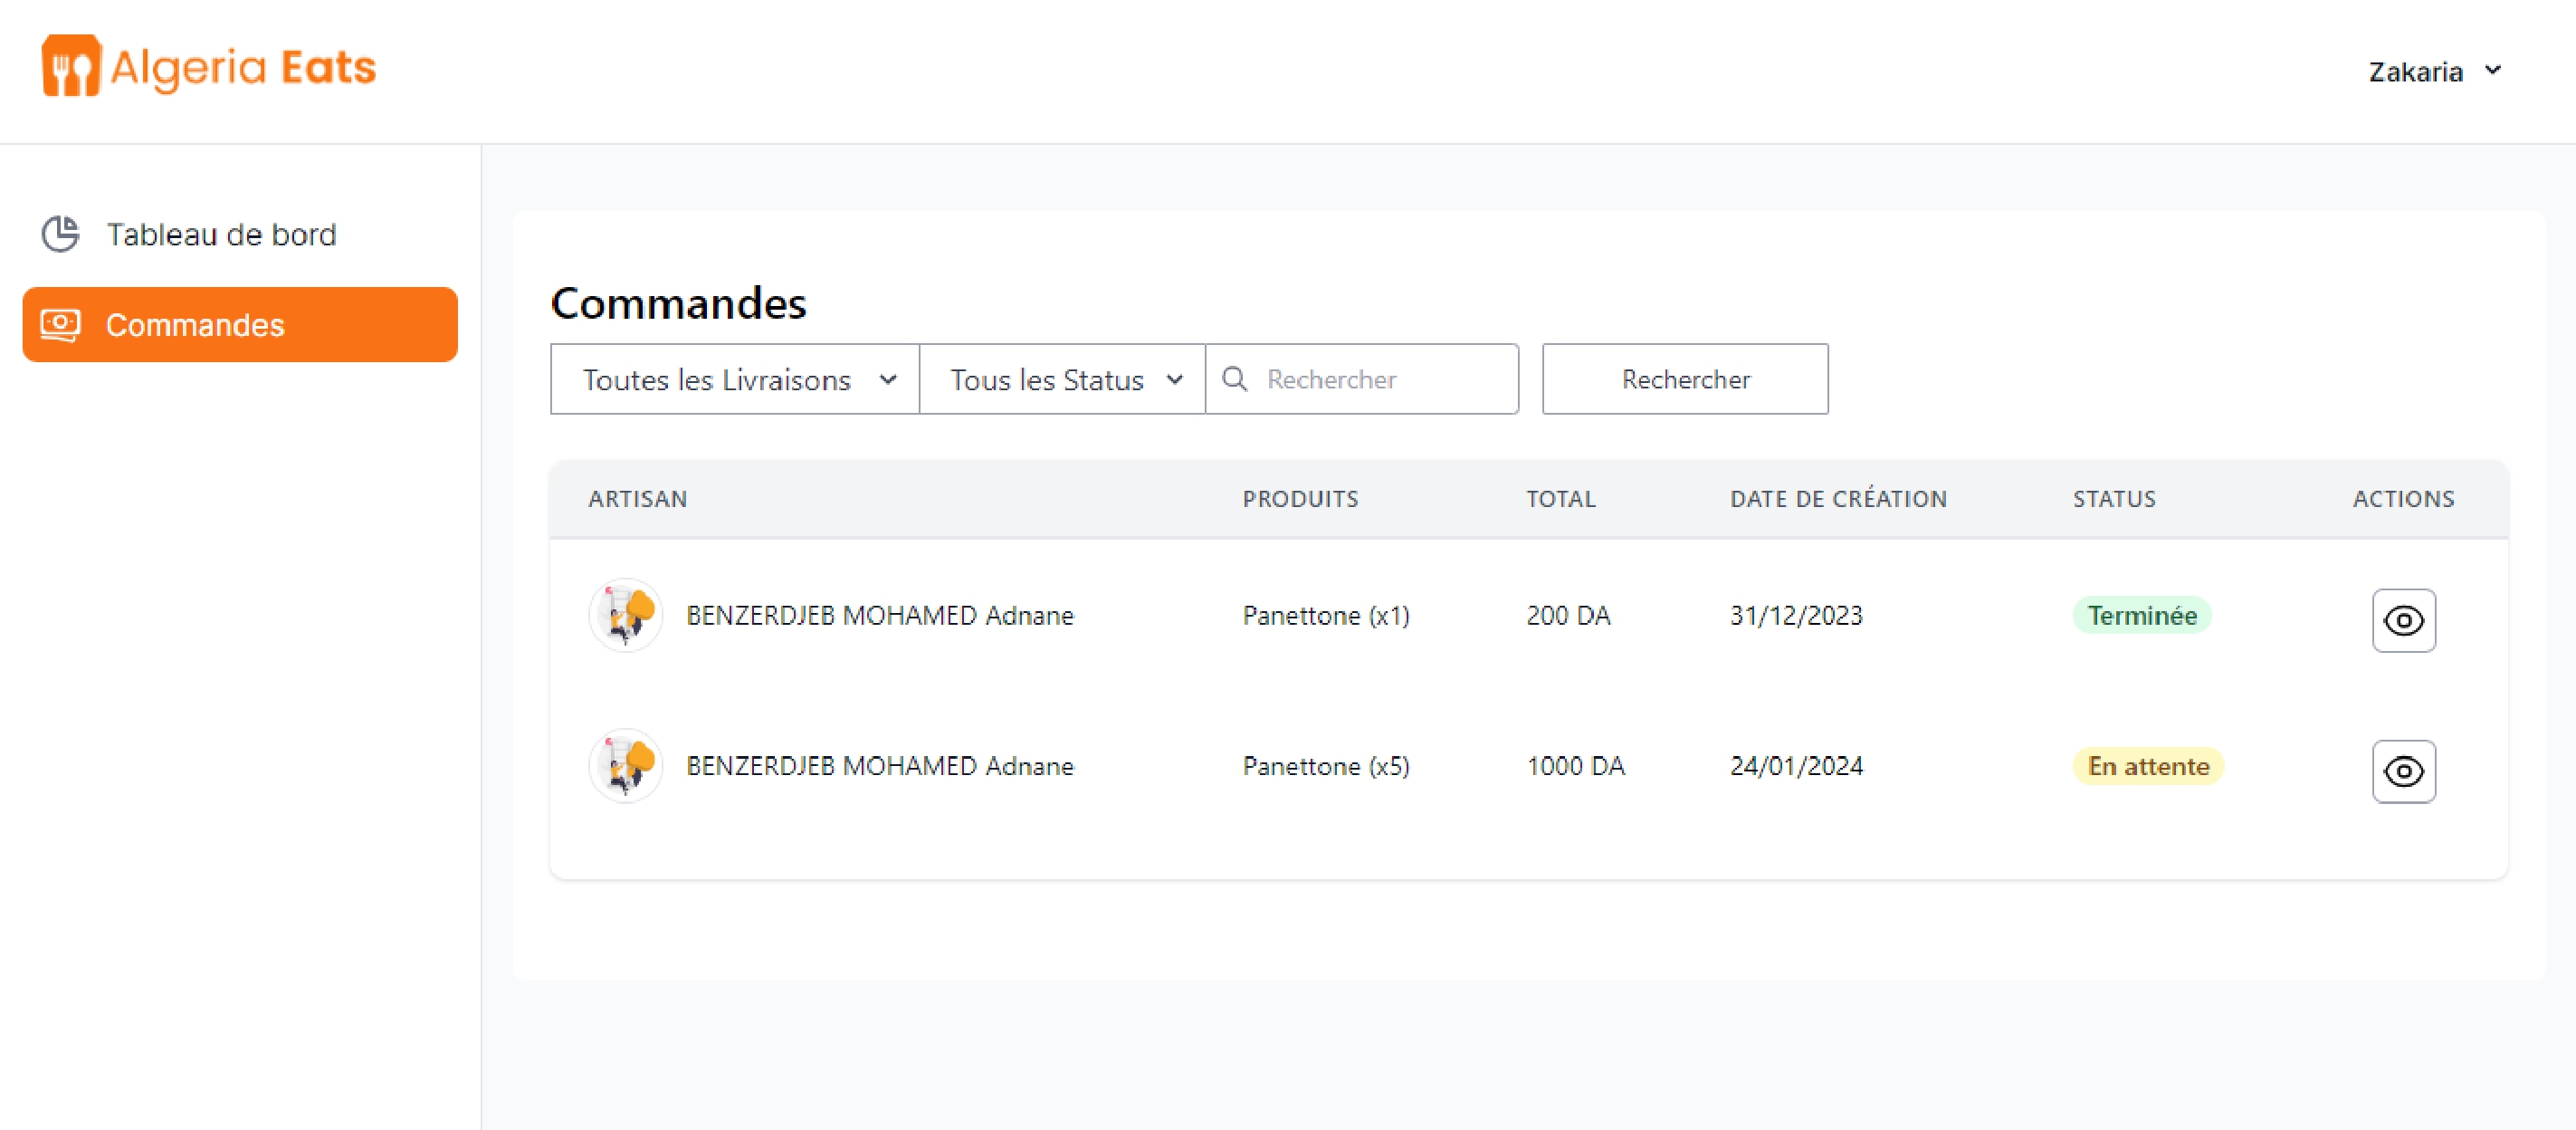 Algeria Eats
Zakaria
Tableau de bord
Commandes
Commandes
Toutes les Livraisons Tous les Status Rechercher Rechercher
ARTISAN PRODUITS TOTAL DATE DE CRÉATION STATUS ACTIONS
BENZERDJEB MOHAMED Adnane Panettone (x1) 200 DA 31/12/2023 Terminée
BENZERDJEB MOHAMED Adnane Panettone (x5) 1000 DA 24/01/2024 En attente